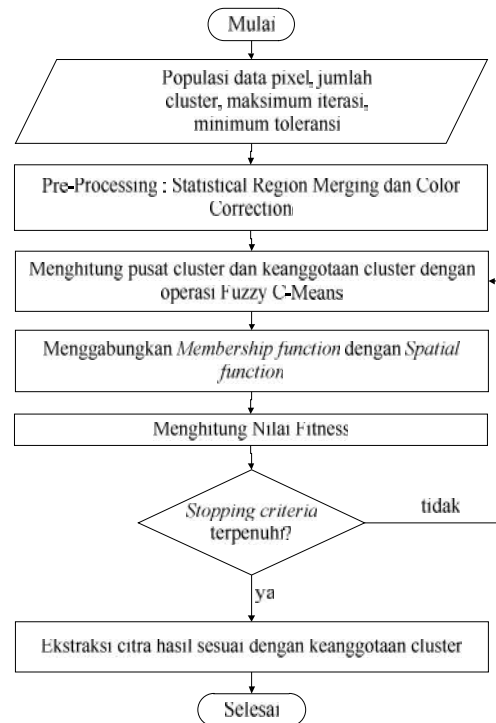 Mulai
Populasi data pixel, jumlah
cluster, maksimum iterasi,
minimum toleransi
Pre-Processing : Statistical Region Merging dan Color
Correction
Menghitung pusat cluster dan keanggotaan cluster dengan
operasi Fuzzy C-Means
Menggabungkan Membership function dengan Spatial
function
Menghitung Nilai Fitness
Stopping criteria
terpenuhi?
tidak
ya
Ekstraksi citra hasil sesuai dengan keanggotaan cluster
Selesai